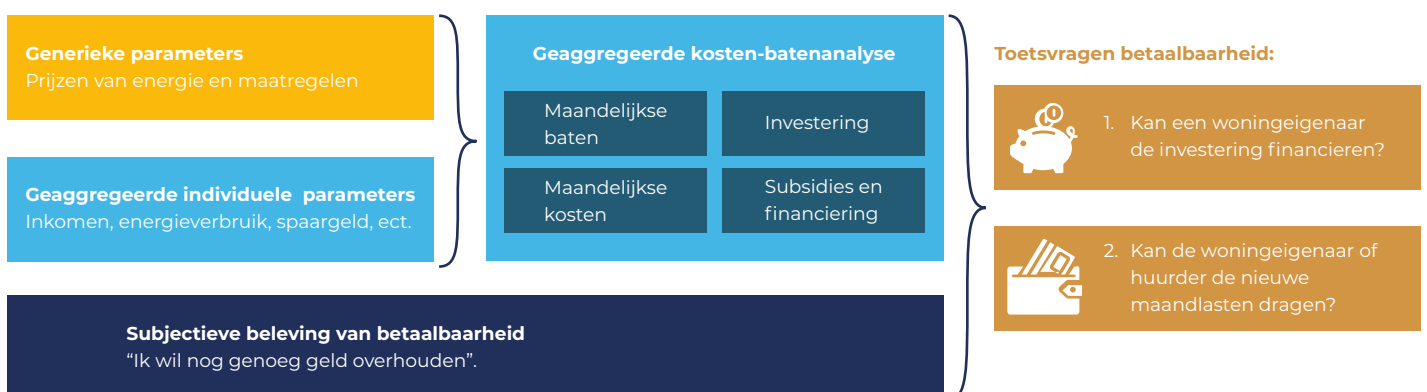 Generieke parameters
Prijzen van energie en maatregelen
Geaggregeerde individuele  parameters
Inkomen, energieverbruik, spaargeld, ect.
Geaggregeerde kosten-batenanalyse
Maandelijkse
baten
Investering
Maandelijkse
kosten
Subsidies en
financiering
Subjectieve beleving van betaalbaarheid
“Ik wil nog genoeg geld overhouden”.
Toetsvragen betaalbaarheid:
1. Kan een woningeigenaar
de investering financieren?
2. Kan de woningeigenaar of
huurder de nieuwe
maandlasten dragen?